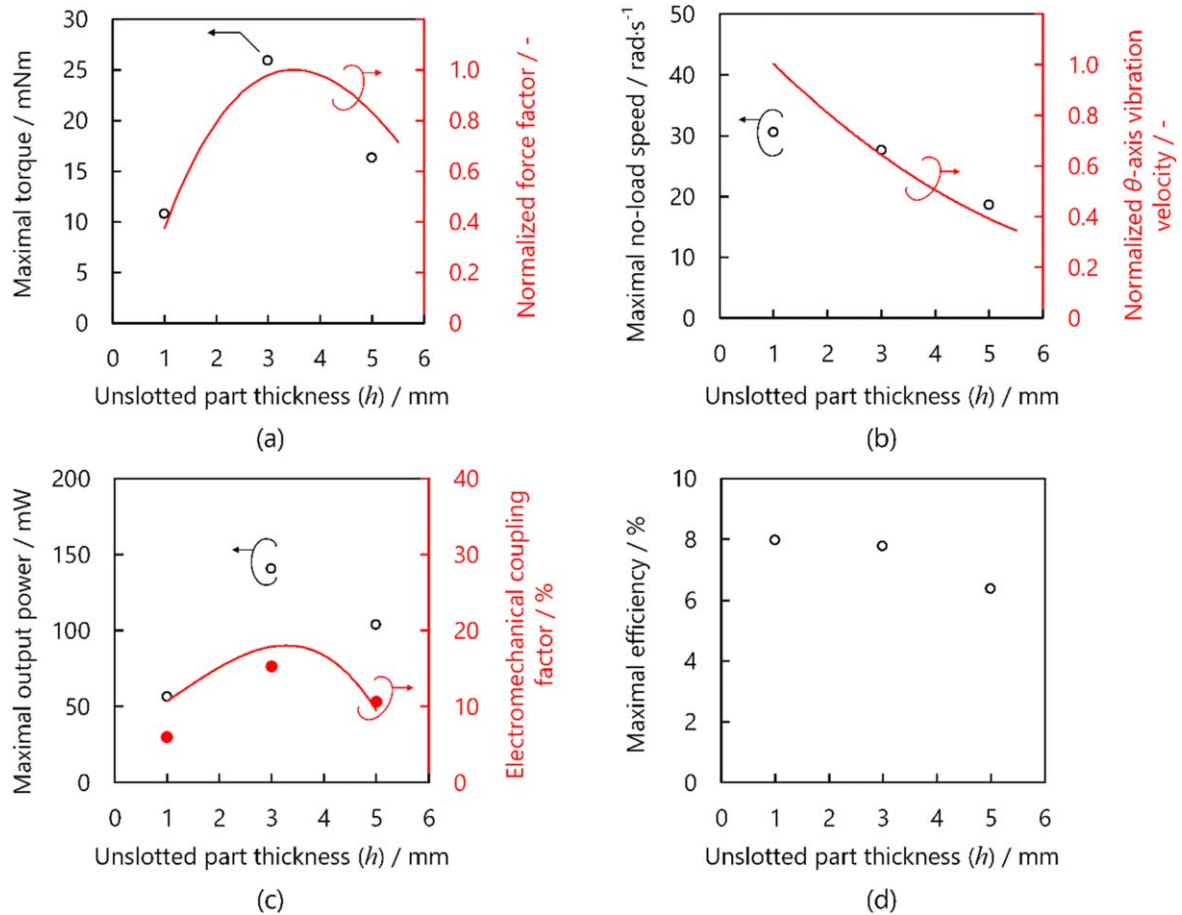 30
25
20
15
10
5
0
Maximal torque / mNm
1.0
0.8
0.6
0.4
0.2
0
Normalized force factor / -
0 1 2 3 4 5 6
Unslotted part thickness (h) / mm
(a)
50
40
30
20
10
0
Maximal no-load speed / rad·s⁻¹
1.0
0.8
0.6
0.4
0.2
0
Normalized θ-axis vibration
velocity / -
0 1 2 3 4 5 6
Unslotted part thickness (h) / mm
(b)
200
150
100
50
0
Maximal output power / mW
40
30
20
10
0
Electromechanical coupling
factor / %
0 1 2 3 4 5 6
Unslotted part thickness (h) / mm
(c)
10
8
6
4
2
0
Maximal efficiency / %
0 1 2 3 4 5 6
Unslotted part thickness (h) / mm
(d)